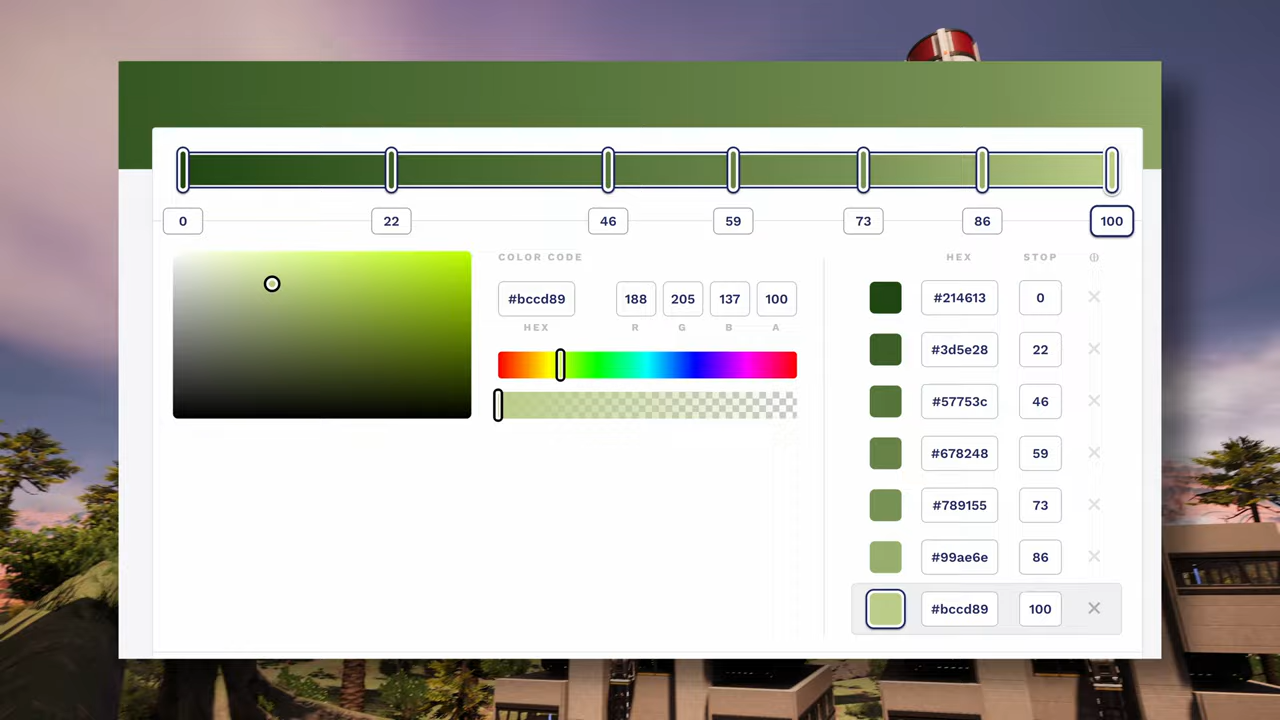 0 22 46 59 73 86 100
COLOR CODE
#bccd89 188 205 137 100
HEX R G B A
HEX STOP
#214613 0
#3d5e28 22
#57753c 46
#678248 59
#789155 73
#99ae6e 86
#bccd89 100